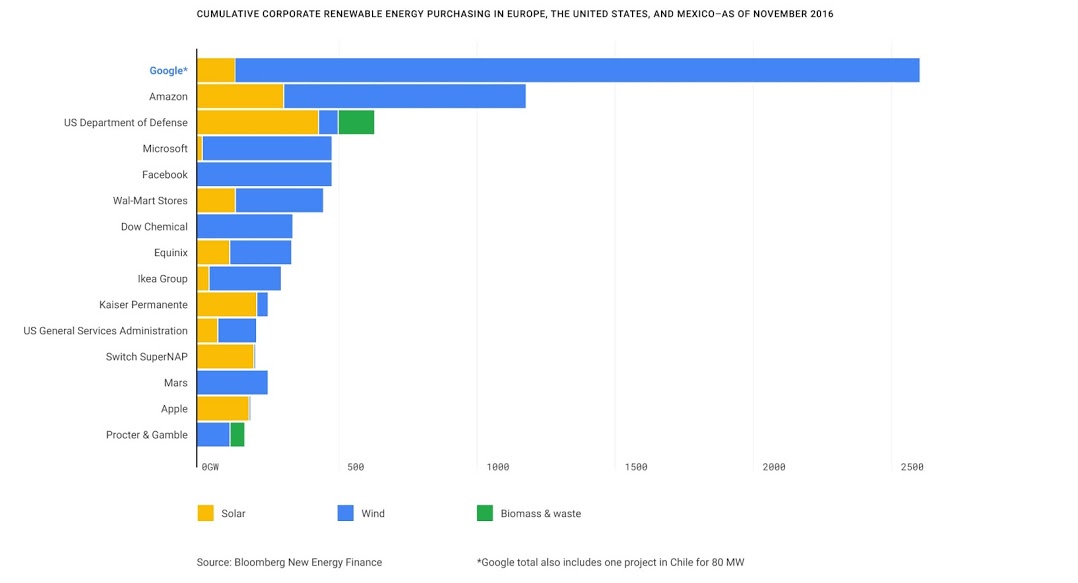 CUMULATIVE CORPORATE RENEWABLE ENERGY PURCHASING IN EUROPE, THE UNITED STATES, AND MEXICO–AS OF NOVEMBER 2016
Google*
Amazon
US Department of Defense
Microsoft
Facebook
Wal-Mart Stores
Dow Chemical
Equinix
Ikea Group
Kaiser Permanente
US General Services Administration
Switch SuperNAP
Mars
Apple
Procter & Gamble
0GW 500 1000 1500 2000 2500
Solar Wind Biomass & waste
Source: Bloomberg New Energy Finance *Google total also includes one project in Chile for 80 MW